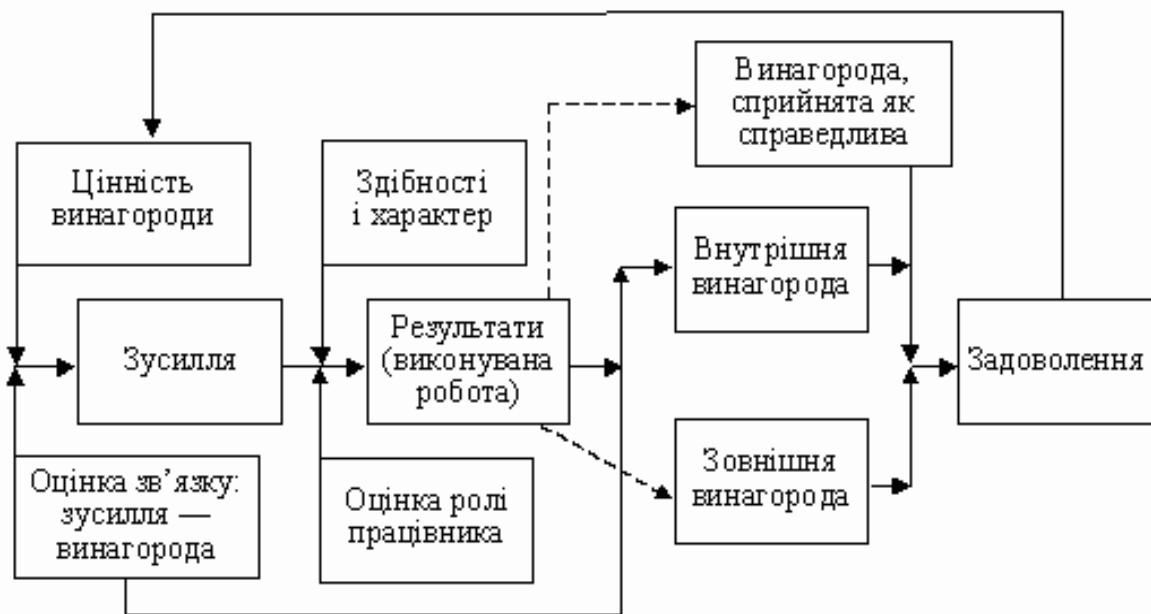 Винагорода,
сприйнята як
справедлива
Цінність
винагороди
Здібності
і характер
Внутрішня
винагорода
Зусилля
Результати
(виконувана
робота)
Задоволення
Оцінка зв’язку:
зусилля —
винагорода
Оцінка ролі
працівника
Зовнішня
винагорода